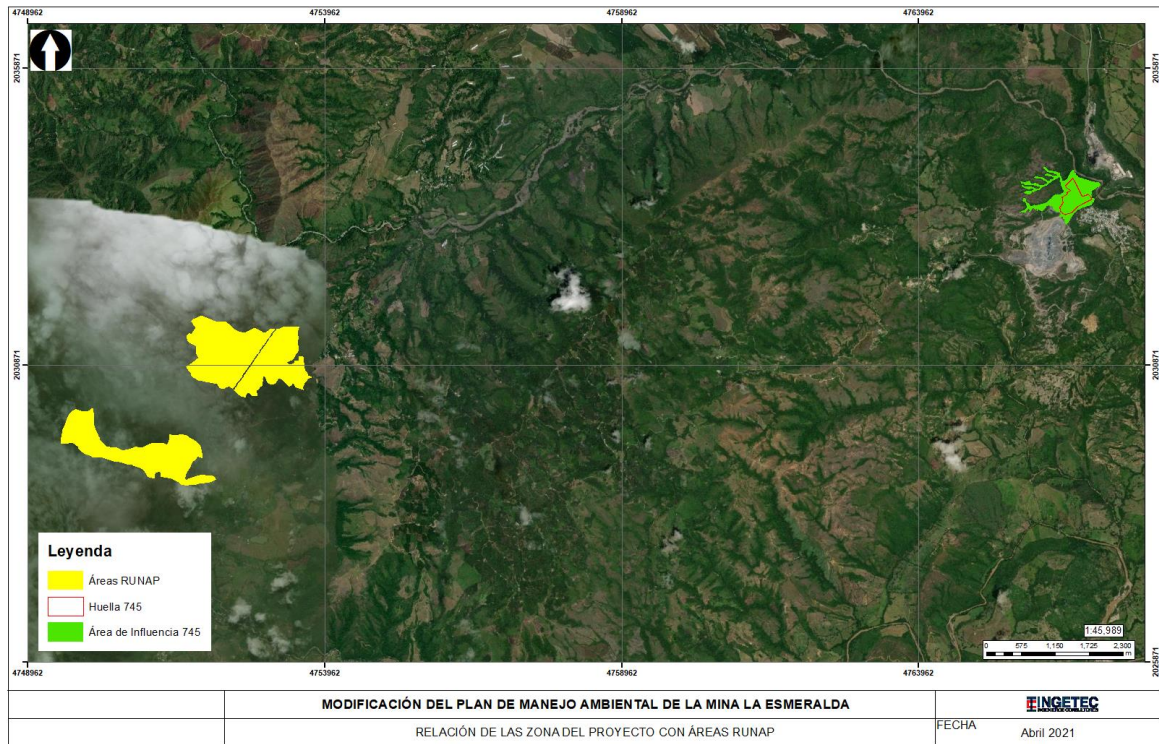 4748962 4753962 4758962 4763962
2035871
2035871
2030871
2030871
2025871
Leyenda
Áreas RUNAP
Huella 745
Área de Influencia 745
1:45,989
0 575 1,150 1,725 2,300
m
4748962 4753962 4758962 4763962
MODIFICACIÓN DEL PLAN DE MANEJO AMBIENTAL DE LA MINA LA ESMERALDA
INGETEC
INGENIEROS CONSULTORES
RELACIÓN DE LAS ZONA DEL PROYECTO CON ÁREAS RUNAP
FECHA
Abril 2021